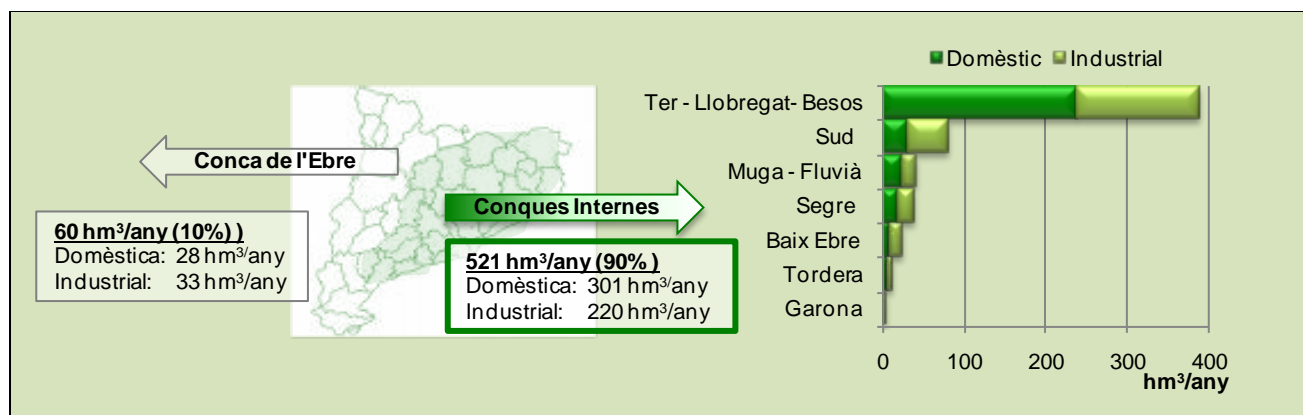 Conca de l'Ebre
60 hm³/any (10%) )
Domèstica: 28 hm³/any
Industrial: 33 hm³/any
Conques Internes
521 hm³/any (90% )
Domèstica: 301 hm³/any
Industrial: 220 hm³/any
Domèstic Industrial
Ter - Llobregat- Besos
Sud
Muga - Fluvià
Segre
Baix Ebre
Tordera
Garona
0 100 200 300 400
hm³/any